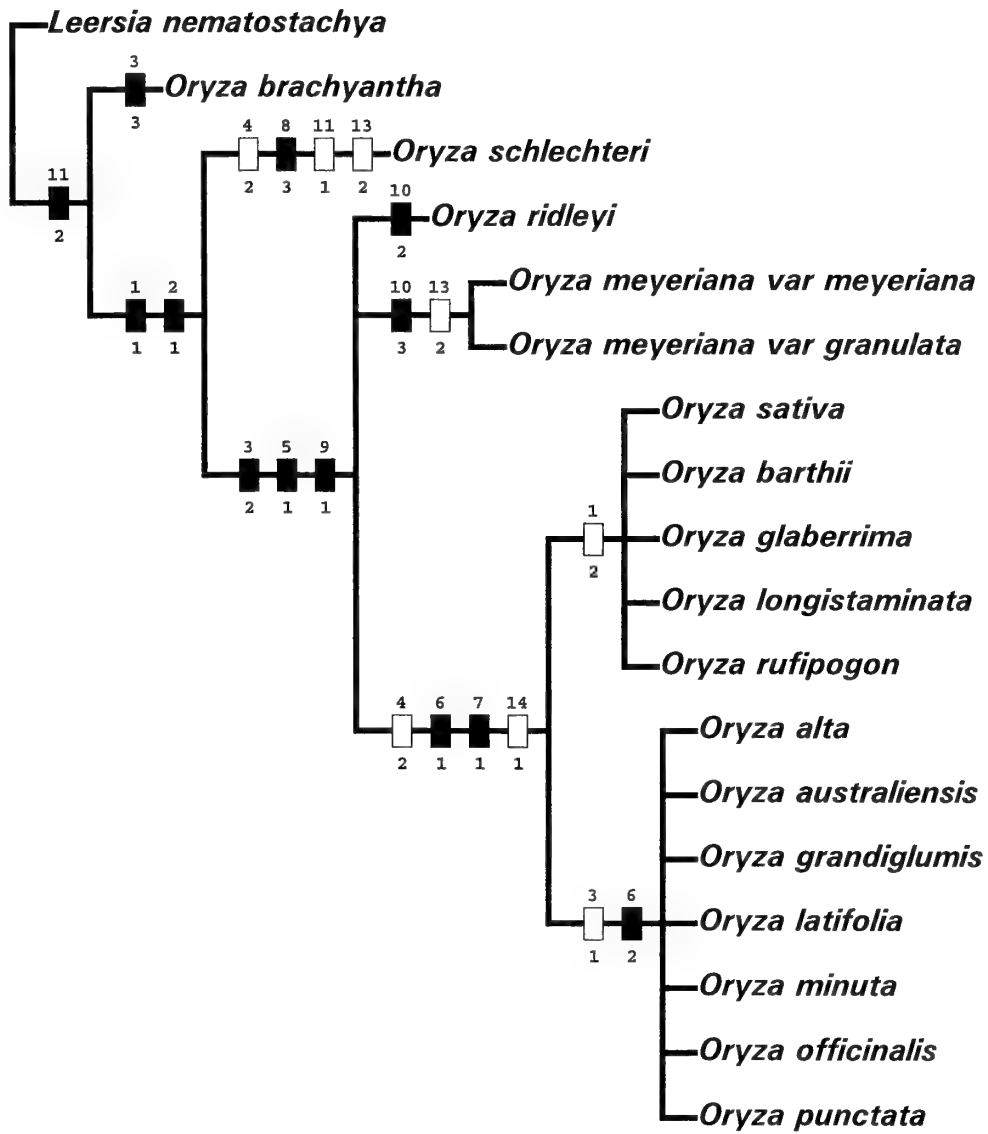 Leersia nematostachya
3
Oryza brachyantha
3
4 8 11 13
Oryza schlechteri
2 3 1 2
11
2
10
Oryza ridleyi
2
1 2
1 1
10 13
3 2
Oryza meyeriana var meyeriana
Oryza meyeriana var granulata
Oryza sativa
3 5 9
2 1 1
Oryza barthii
1
2
Oryza glaberrima
Oryza longistaminata
Oryza rufipogon
4 6 7 14
2 1 1 1
Oryza alta
Oryza australiensis
Oryza grandiglumis
3 6
1 2
Oryza latifolia
Oryza minuta
Oryza officinalis
Oryza punctata